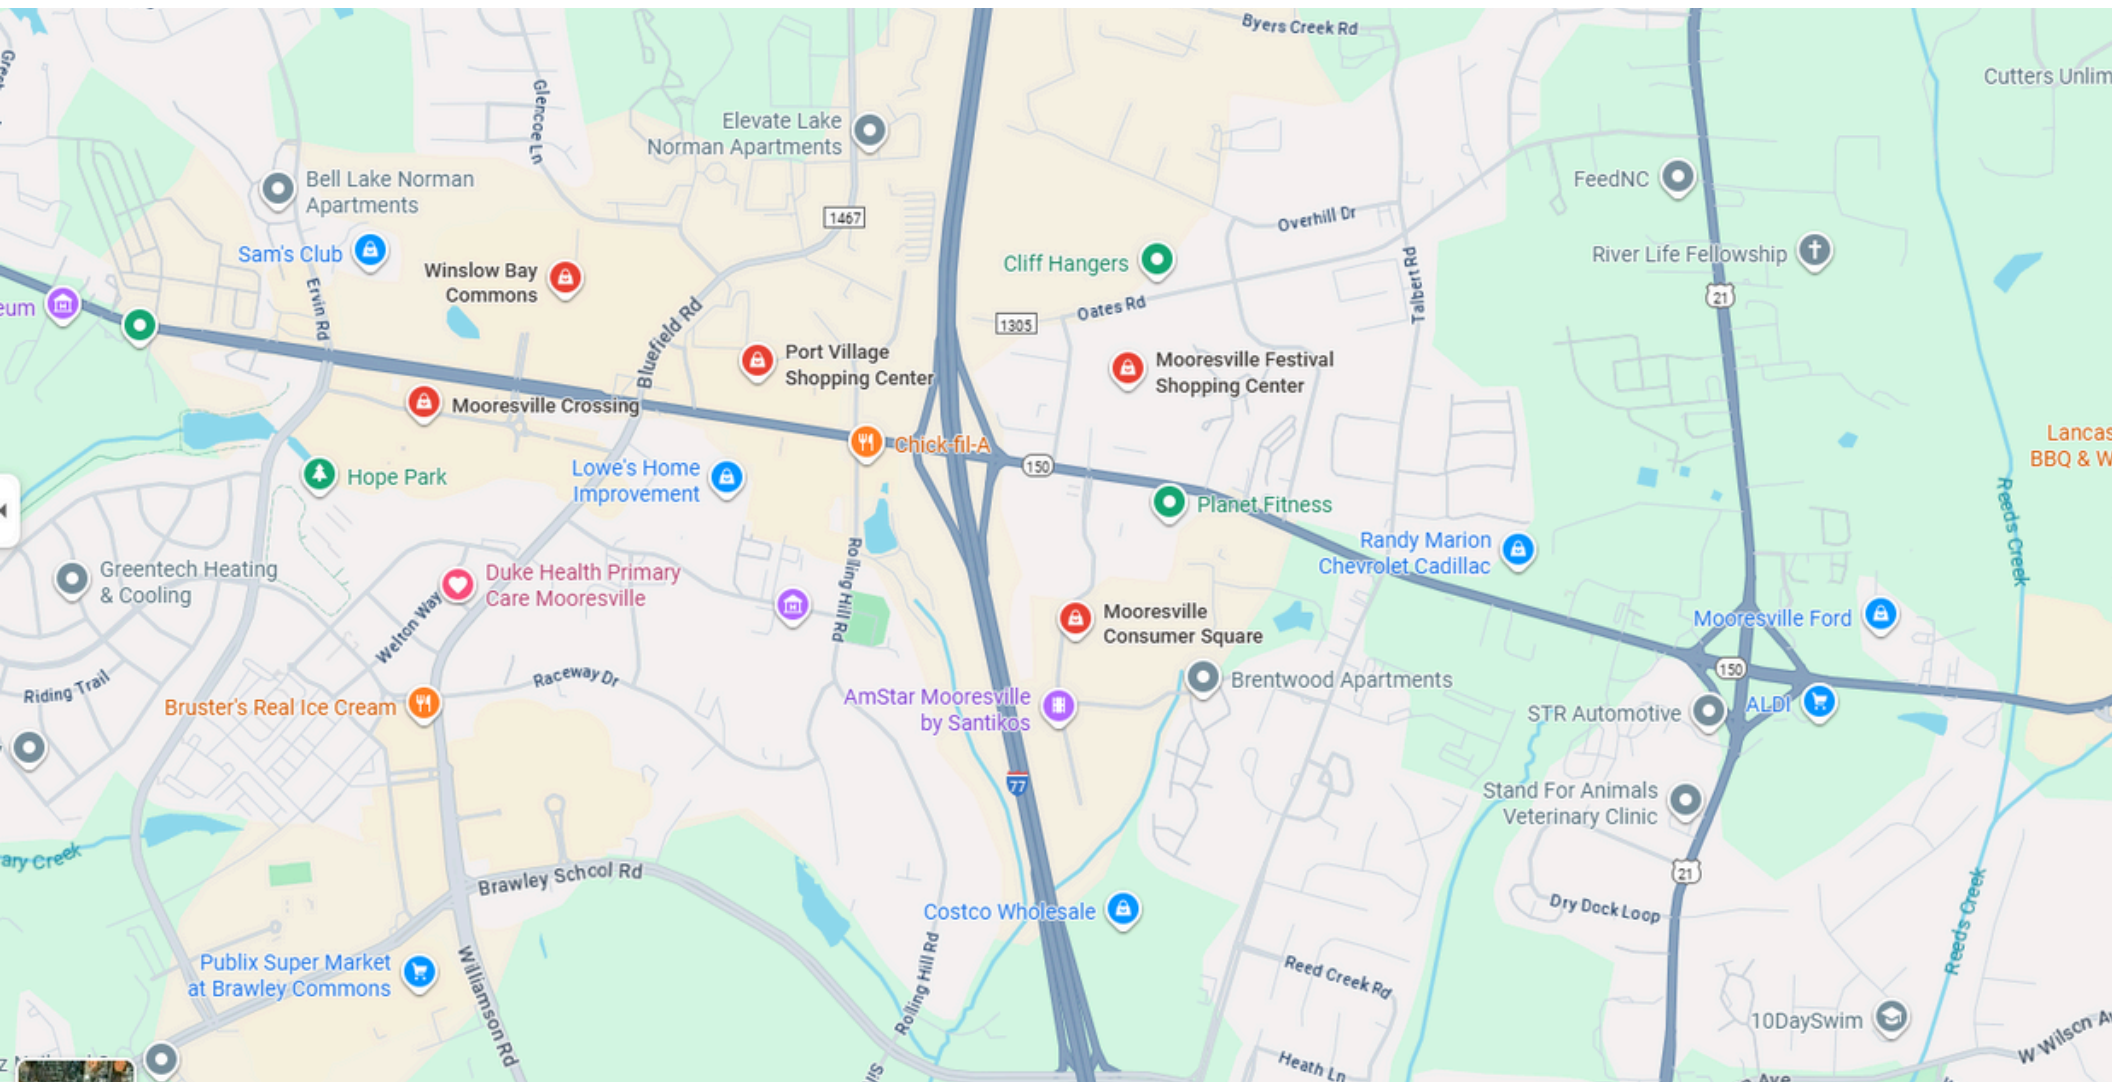 Byers Creek Rd
Cutters Unlim
Glencoe Ln
Elevate Lake
Norman Apartments
FeedNC
Bell Lake Norman
Apartments
1467
Overhill Dr
Sam's Club
River Life Fellowship
Winslow Bay
Commons
Cliff Hangers
Talbert Rd
21
eum
Ervin Rd
Oates Rd
1305
Bluefield Rd
Port Village
Shopping Center
Mooresville Festival
Shopping Center
Mooresville Crossing
Chick-fil-A
Lancas
BBQ & W
150
Hope Park
Lowe's Home
Improvement
Planet Fitness
Reeds Creek
Randy Marion
Chevrolet Cadillac
Greentech Heating
& Cooling
Duke Health Primary
Care Mooresville
Rolling Hill Rd
Welton Way
Mooresville
Consumer Square
Mooresville Ford
150
Riding Trail
Raceway Dr
Brentwood Apartments
Bruster's Real Ice Cream
AmStar Mooresville
by Santikos
STR Automotive
ALDI
77
Stand For Animals
Veterinary Clinic
ary Creek
Brawley School Rd
21
Costco Wholesale
Dry Dock Loop
Reeds Creek
Publix Super Market
at Brawley Commons
Williamson Rd
Rolling Hill Rd
Reed Creek Rd
10DaySwim
W Wilson A
Heath Ln
Ave